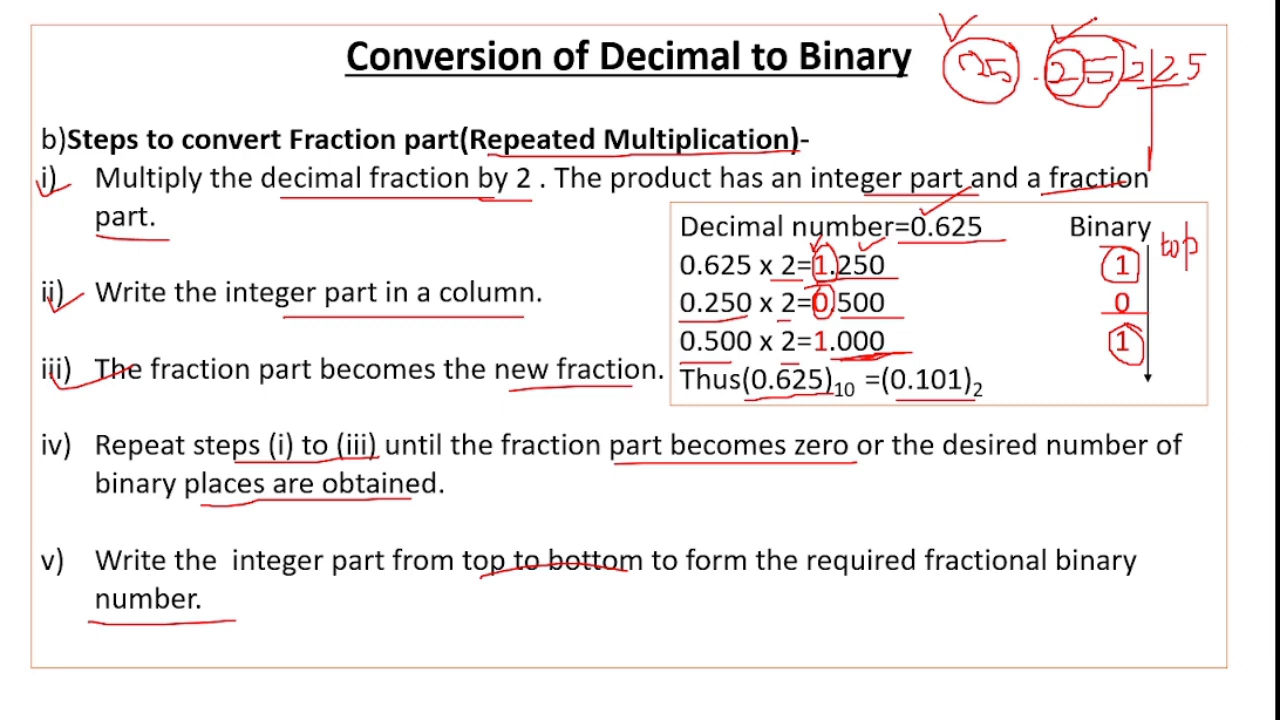 Conversion of Decimal to Binary
25 . 25 2 25
b)Steps to convert Fraction part(Repeated Multiplication)-
i) Multiply the decimal fraction by 2 . The product has an integer part and a fraction
part.
Decimal number=0.625 Binary
top
0.625 x 2=1.250 1
ii) Write the integer part in a column.
0.250 x 2=0.500 0
0.500 x 2=1.000 1
iii) The fraction part becomes the new fraction.
Thus(0.625)10 =(0.101)2
iv) Repeat steps (i) to (iii) until the fraction part becomes zero or the desired number of
binary places are obtained.
v) Write the integer part from top to bottom to form the required fractional binary
number.